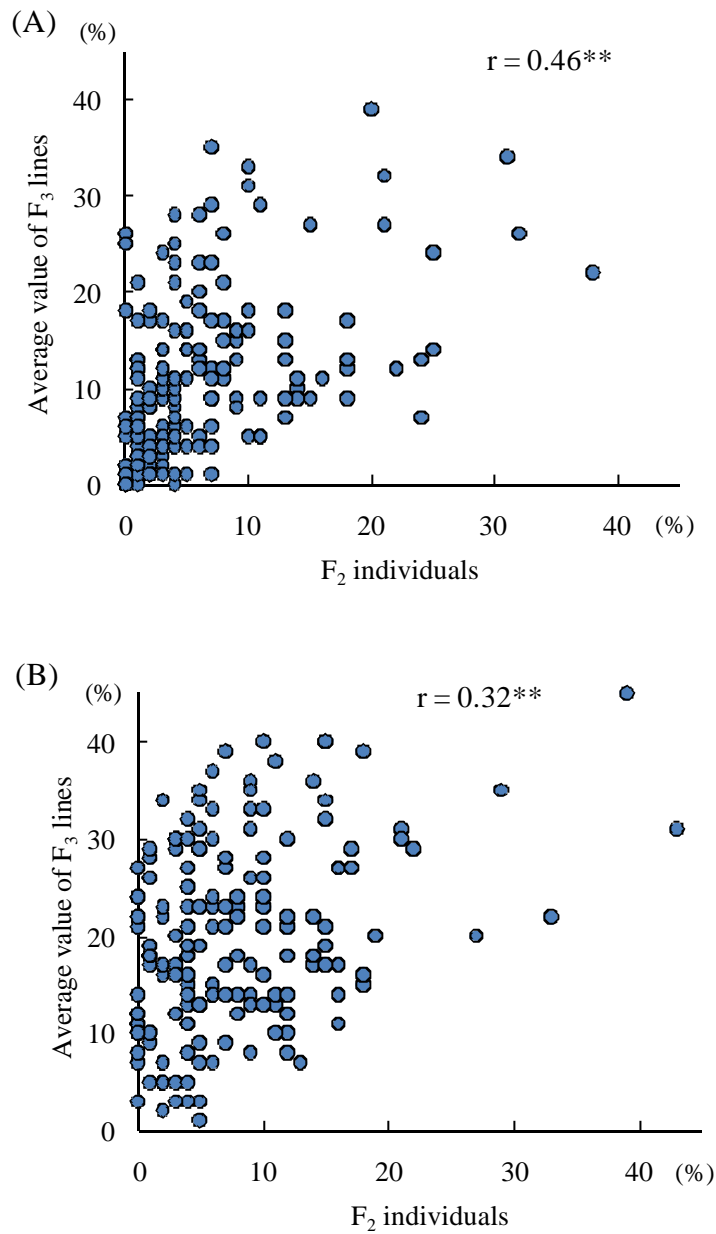 (A)
(%)
r = 0.46**
Average value of F₃ lines
40
30
20
10
0
0 10 20 30 40 (%)
F₂ individuals
(B)
(%)
r = 0.32**
Average value of F₃ lines
40
30
20
10
0
0 10 20 30 40 (%)
F₂ individuals